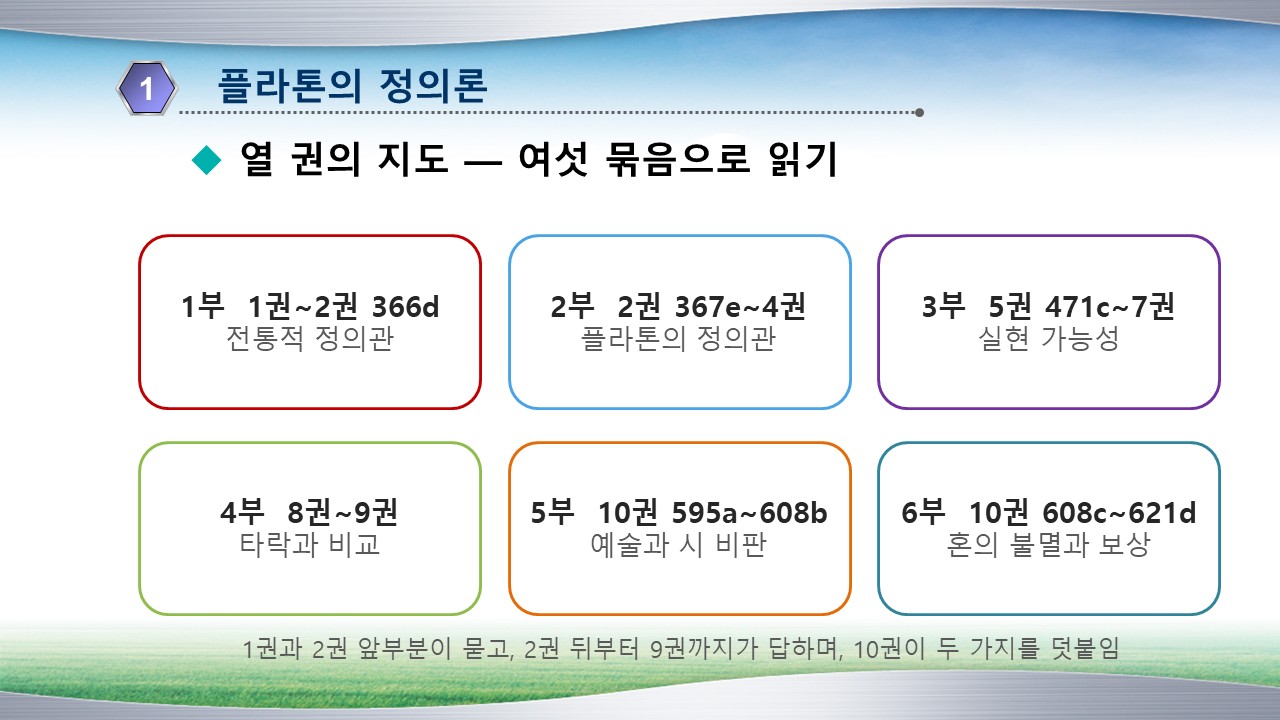 1 플라톤의 정의론
◆ 열 권의 지도 — 여섯 묶음으로 읽기
1부 1권~2권 366d
전통적 정의관
2부 2권 367e~4권
플라톤의 정의관
3부 5권 471c~7권
실현 가능성
4부 8권~9권
타락과 비교
5부 10권 595a~608b
예술과 시 비판
6부 10권 608c~621d
혼의 불멸과 보상
1권과 2권 앞부분이 묻고, 2권 뒤부터 9권까지가 답하며, 10권이 두 가지를 덧붙임